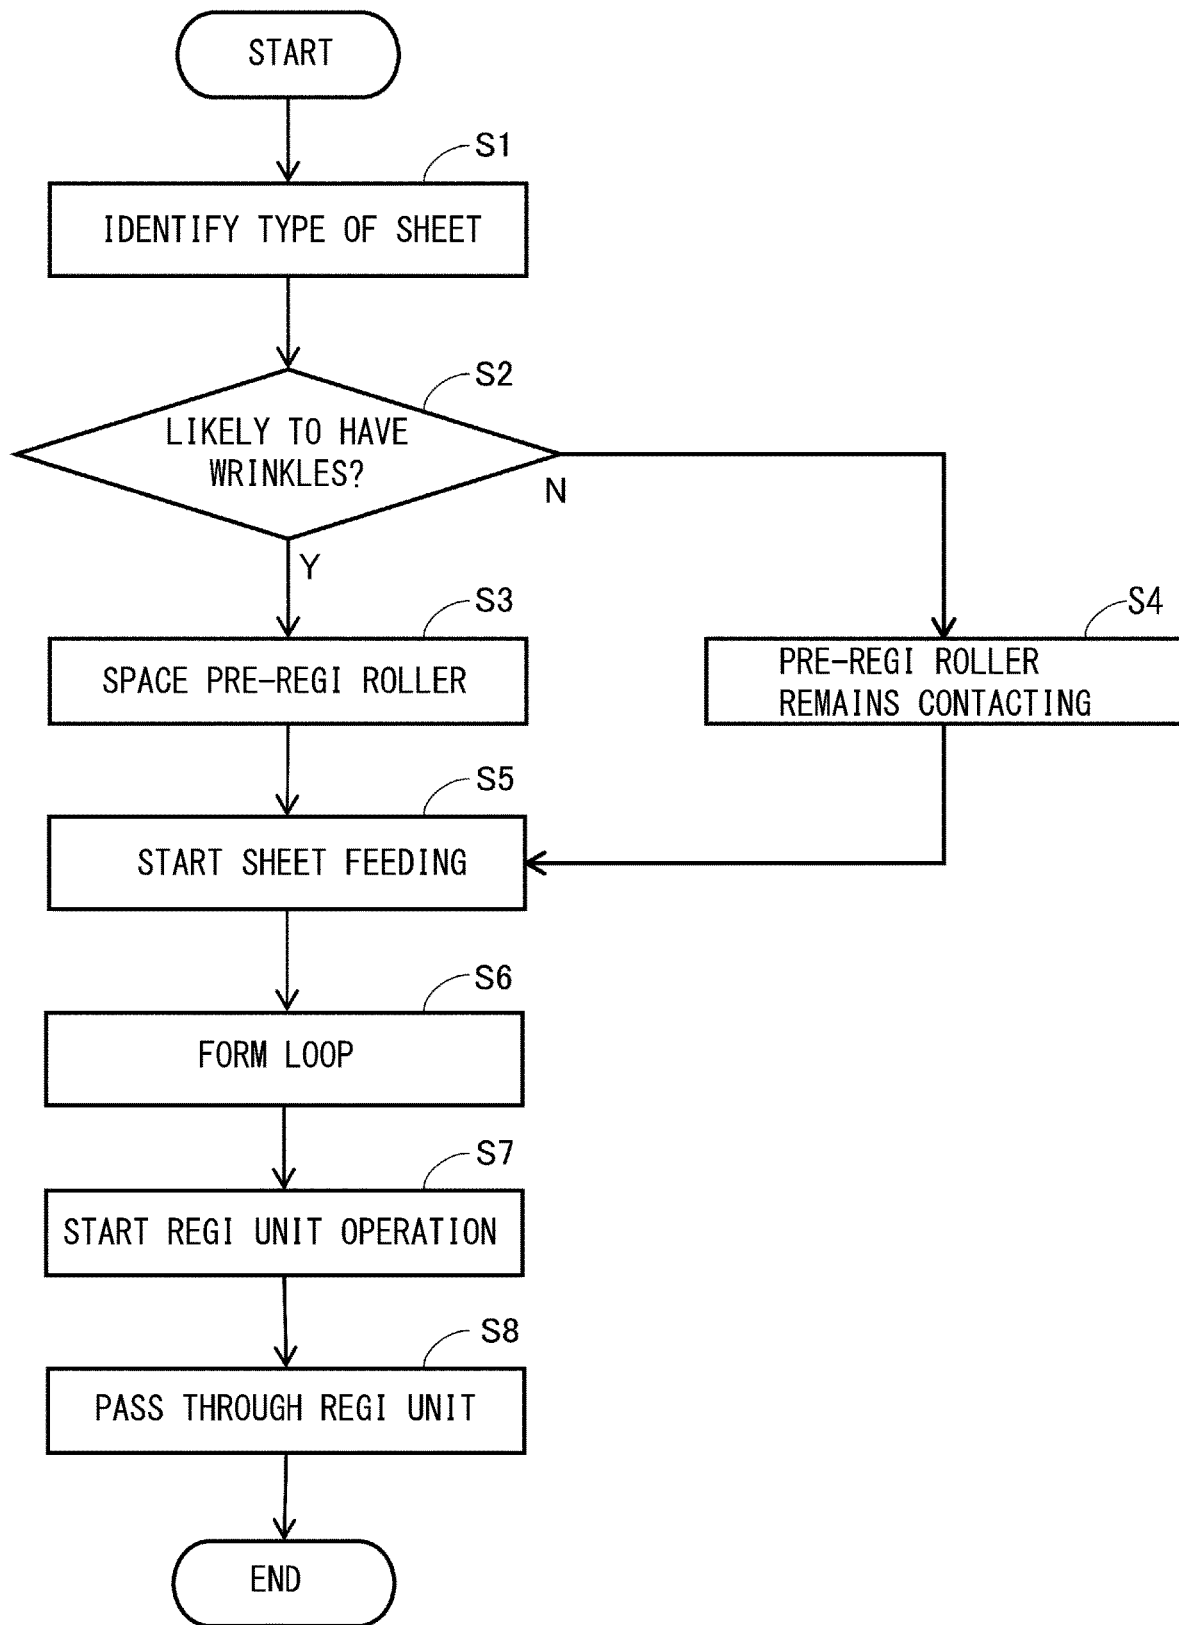 START
S1
IDENTIFY TYPE OF SHEET
S2
LIKELY TO HAVE
WRINKLES?
N
Y
S3
SPACE PRE-REGI ROLLER
S4
PRE-REGI ROLLER
REMAINS CONTACTING
S5
START SHEET FEEDING
S6
FORM LOOP
S7
START REGI UNIT OPERATION
S8
PASS THROUGH REGI UNIT
END